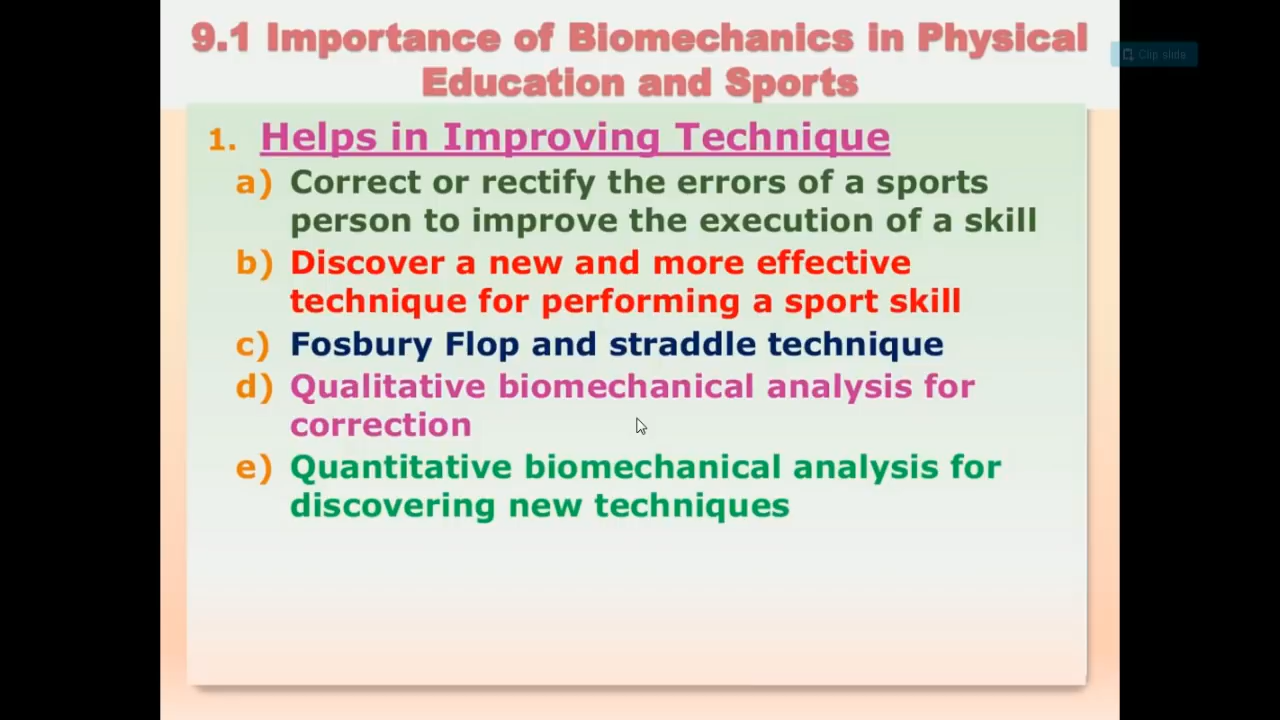 9.1 Importance of Biomechanics in Physical
Education and Sports
Clip slide
1. Helps in Improving Technique
a) Correct or rectify the errors of a sports
person to improve the execution of a skill
b) Discover a new and more effective
technique for performing a sport skill
c) Fosbury Flop and straddle technique
d) Qualitative biomechanical analysis for
correction
e) Quantitative biomechanical analysis for
discovering new techniques